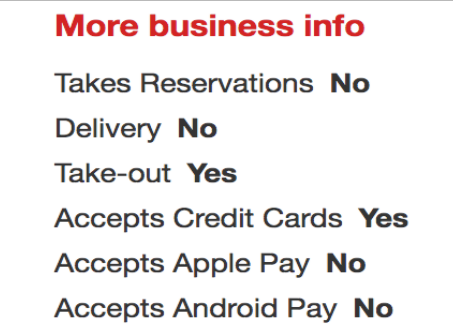 More business info
Takes Reservations No
Delivery No
Take-out Yes
Accepts Credit Cards Yes
Accepts Apple Pay No
Accepts Android Pay No